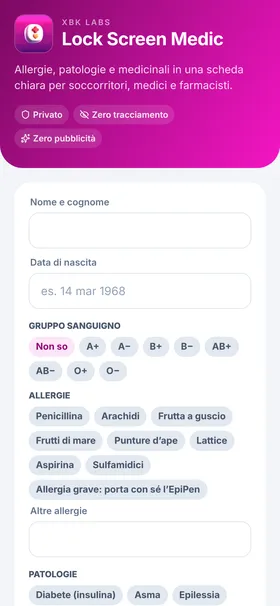 XBK LABS
Lock Screen Medic
Allergie, patologie e medicinali in una scheda
chiara per soccorritori, medici e farmacisti.
Privato
Zero tracciamento
Zero pubblicità
Nome e cognome
Data di nascita
es. 14 mar 1968
GRUPPO SANGUIGNO
Non so A+ A− B+ B− AB+
AB− O+ O−
ALLERGIE
Penicillina Arachidi Frutta a guscio
Frutti di mare Punture d’ape Lattice
Aspirina Sulfamidici
Allergia grave: porta con sé l’EpiPen
Altre allergie
PATOLOGIE
Diabete (insulina) Asma Epilessia